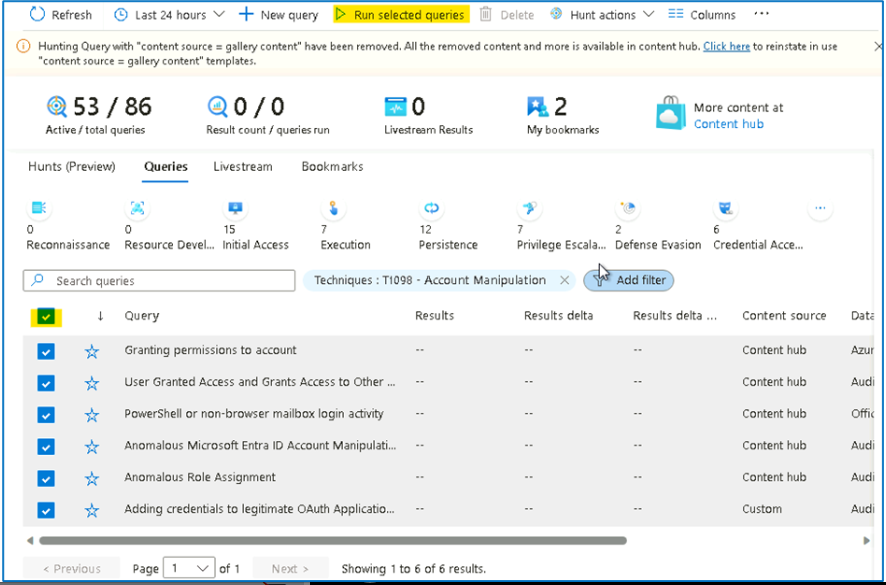 Refresh Last 24 hours New query Run selected queries Delete Hunt actions Columns ...
Hunting Query with "content source = gallery content" have been removed. All the removed content and more is available in content hub. Click here to reinstate in use
"content source = gallery content" templates.
53 / 86 0 / 0 0 2 More content at
Active / total queries Result count / queries run Livestream Results My bookmarks Content hub
Hunts (Preview) Queries Livestream Bookmarks
0 0 15 7 12 7 2 6 ...
Reconnaissance Resource Devel... Initial Access Execution Persistence Privilege Escala... Defense Evasion Credential Acce...
Search queries Techniques : T1098 - Account Manipulation × Add filter
↓ Query Results Results delta Results delta ... Content source Data
Granting permissions to account -- -- -- Content hub Azur
User Granted Access and Grants Access to Other ... -- -- -- Content hub Audi
PowerShell or non-browser mailbox login activity -- -- -- Content hub Offic
Anomalous Microsoft Entra ID Account Manipulati... -- -- -- Content hub Audi
Anomalous Role Assignment -- -- -- Content hub Audi
Adding credentials to legitimate OAuth Applicatio... -- -- -- Custom Audi
< Previous Page 1 of 1 Next > Showing 1 to 6 of 6 results.